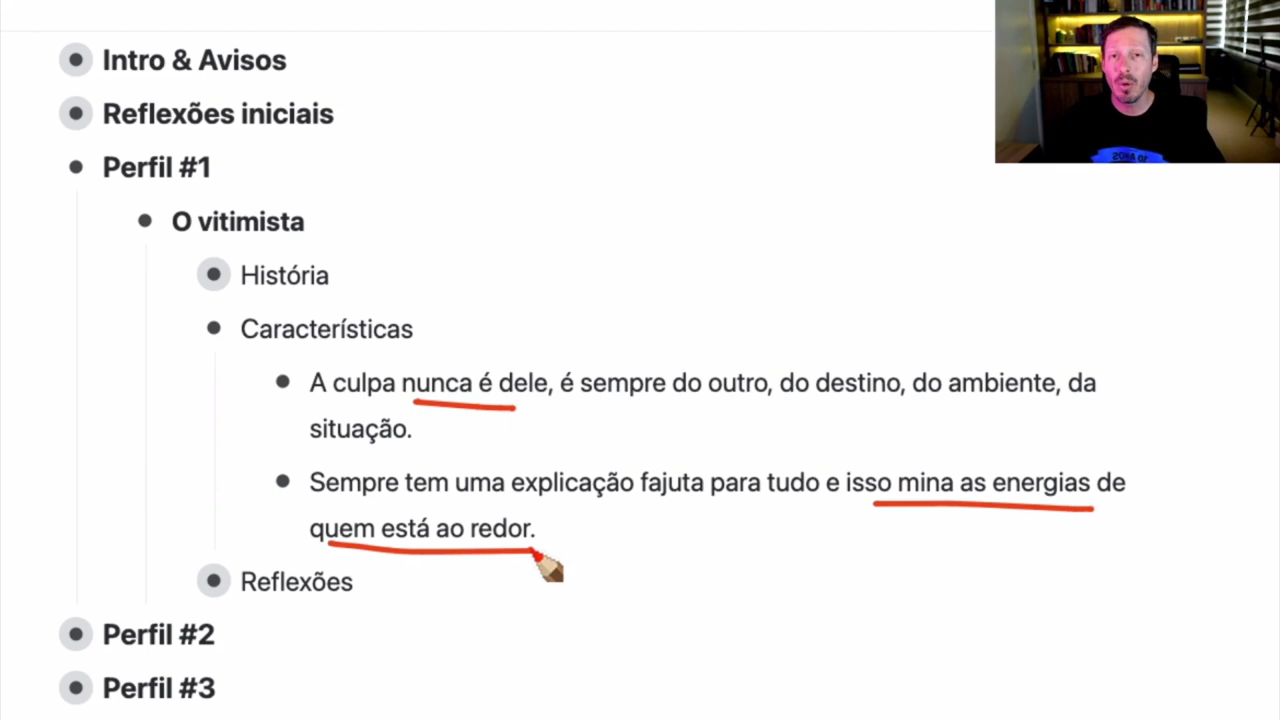 Intro & Avisos
Reflexões iniciais
Perfil #1
O vitimista
História
Características
A culpa nunca é dele, é sempre do outro, do destino, do ambiente, da
situação.
Sempre tem uma explicação fajuta para tudo e isso mina as energias de
quem está ao redor.
Reflexões
Perfil #2
Perfil #3